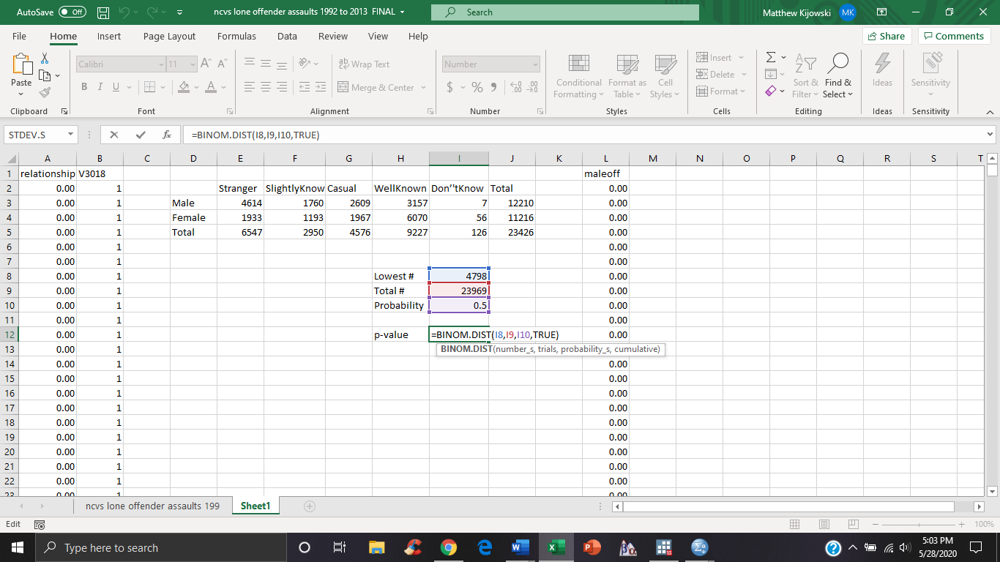 AutoSave Off ncvs lone offender assaults 1992 to 2013 FINAL Search Matthew Kijowski MK
File Home Insert Page Layout Formulas Data Review View Help Share Comments
Paste Calibri 11 Wrap Text Number Conditional Formatting Format as Table Cell Styles Insert Delete Format Sort & Filter Find & Select Ideas Sensitivity
B I U Merge & Center $ %
Clipboard Font Alignment Number Styles Cells Editing Ideas Sensitivity
STDEV.S fx =BINOM.DIST(I8,I9,I10,TRUE)
A B C D E F G H I J K L M N O P Q R S T
1 relationship V3018 maleoff
2 0.00 1 Stranger SlightlyKnow Casual WellKnown Don''tKnow Total 0.00
3 0.00 1 Male 4614 1760 2609 3157 7 12210 0.00
4 0.00 1 Female 1933 1193 1967 6070 56 11216 0.00
5 0.00 1 Total 6547 2950 4576 9227 126 23426 0.00
6 0.00 1 0.00
7 0.00 1 0.00
8 0.00 1 Lowest # 4798 0.00
9 0.00 1 Total # 23969 0.00
10 0.00 1 Probability 0.5 0.00
11 0.00 1 0.00
12 0.00 1 p-value =BINOM.DIST(I8,I9,I10,TRUE) 0.00
13 0.00 1 BINOM.DIST(number_s, trials, probability_s, cumulative)
14 0.00 1 0.00
15 0.00 1 0.00
16 0.00 1 0.00
17 0.00 1 0.00
18 0.00 1 0.00
19 0.00 1 0.00
20 0.00 1 0.00
21 0.00 1 0.00
22 0.00 1 0.00
23 0.00 1 0.00
ncvs lone offender assaults 199 Sheet1
Edit 100%
Type here to search 5:03 PM
5/28/2020